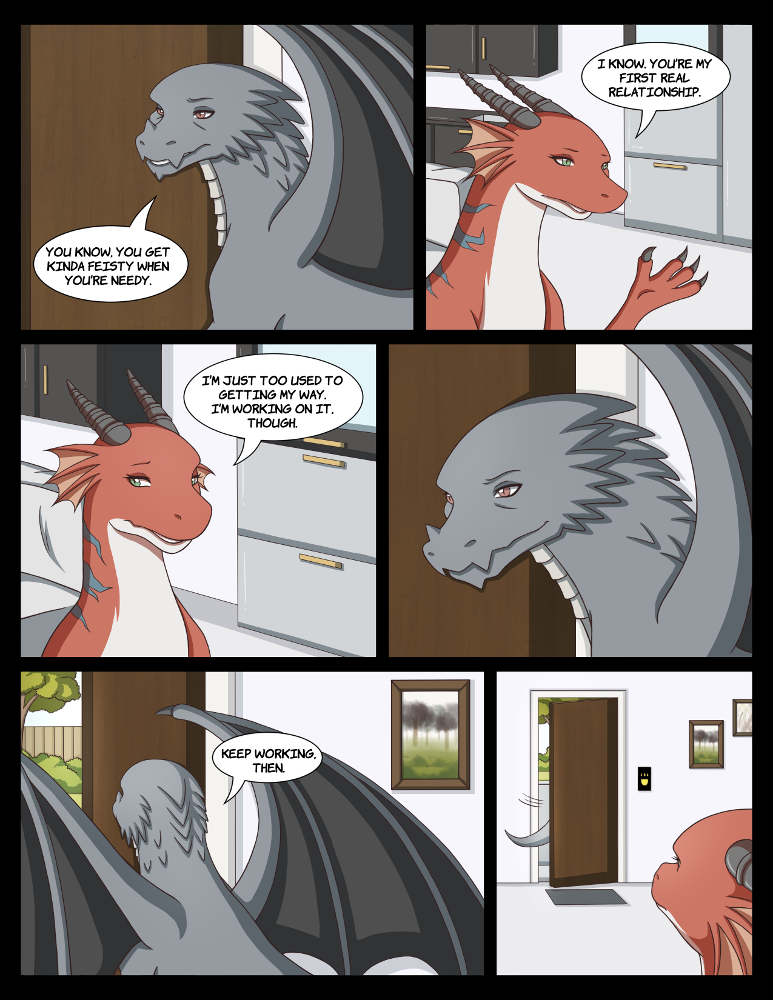 YOU KNOW. YOU GET
KINDA FEISTY WHEN
YOU'RE NEEDY.
I KNOW. YOU'RE MY
FIRST REAL
RELATIONSHIP.
I'M JUST TOO USED TO
GETTING MY WAY.
I'M WORKING ON IT,
THOUGH.
KEEP WORKING,
THEN.